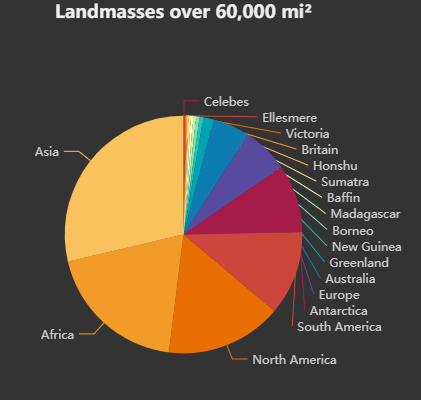 Landmasses over 60,000 mi²
Celebes
Ellesmere
Victoria
Britain
Honshu
Sumatra
Baffin
Madagascar
Borneo
New Guinea
Greenland
Australia
Europe
Antarctica
South America
North America
Africa
Asia